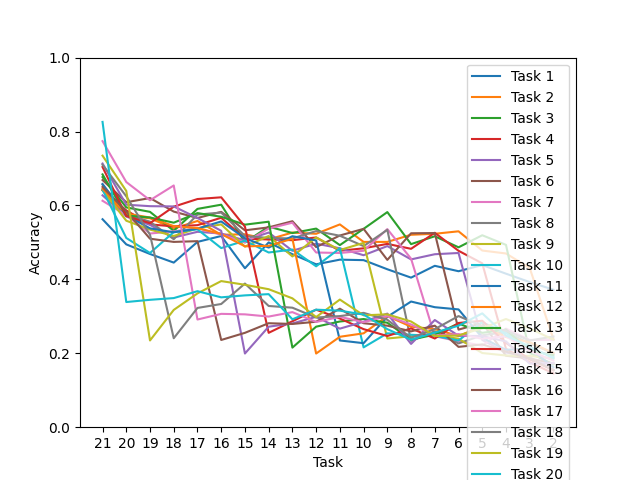 1.0
0.8
0.6
0.4
0.2
0.0
Accuracy
21 20 19 18 17 16 15 14 13 12 11 10 9 8 7 6 5 4 3 2
Task
Task 1
Task 2
Task 3
Task 4
Task 5
Task 6
Task 7
Task 8
Task 9
Task 10
Task 11
Task 12
Task 13
Task 14
Task 15
Task 16
Task 17
Task 18
Task 19
Task 20